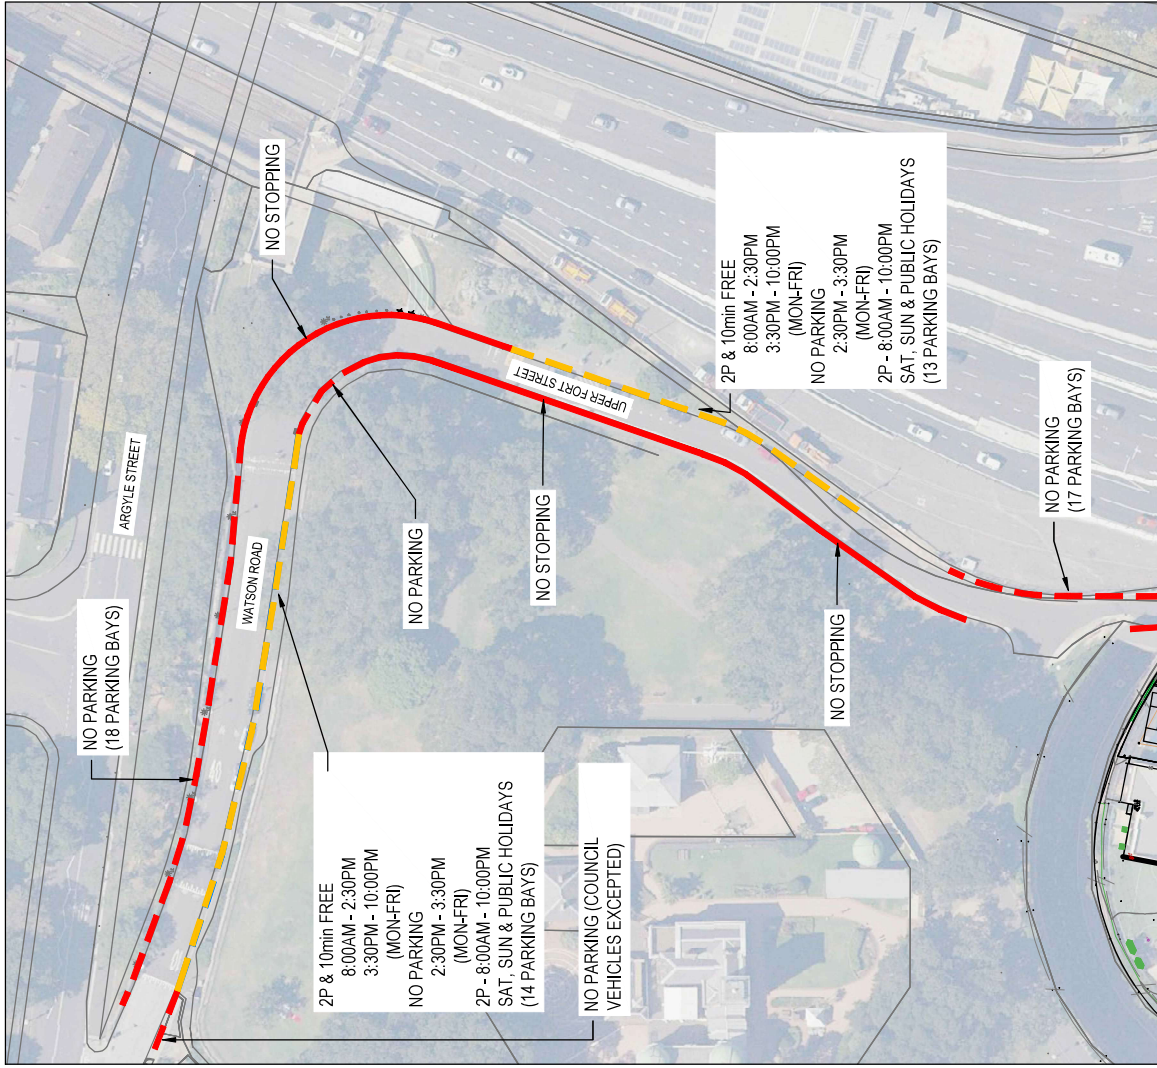 NO STOPPING
ARGYLE STREET
NO PARKING
(18 PARKING BAYS)
WATSON ROAD
NO PARKING
UPPER FORT STREET
NO STOPPING
2P & 10min FREE
8:00AM - 2:30PM
3:30PM - 10:00PM
(MON-FRI)
NO PARKING
2:30PM - 3:30PM
(MON-FRI)
2P - 8:00AM - 10:00PM
SAT, SUN & PUBLIC HOLIDAYS
(13 PARKING BAYS)
NO PARKING
(17 PARKING BAYS)
NO STOPPING
2P & 10min FREE
8:00AM - 2:30PM
3:30PM - 10:00PM
(MON-FRI)
NO PARKING
2:30PM - 3:30PM
(MON-FRI)
2P - 8:00AM - 10:00PM
SAT, SUN & PUBLIC HOLIDAYS
(14 PARKING BAYS)
NO PARKING (COUNCIL
VEHICLES EXCEPTED)